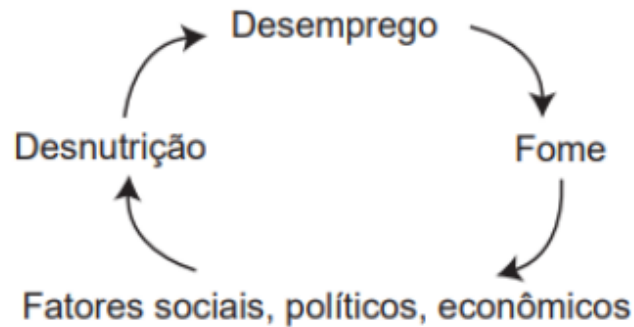 Desemprego
Desnutrição
Fome
Fatores sociais, políticos, econômicos